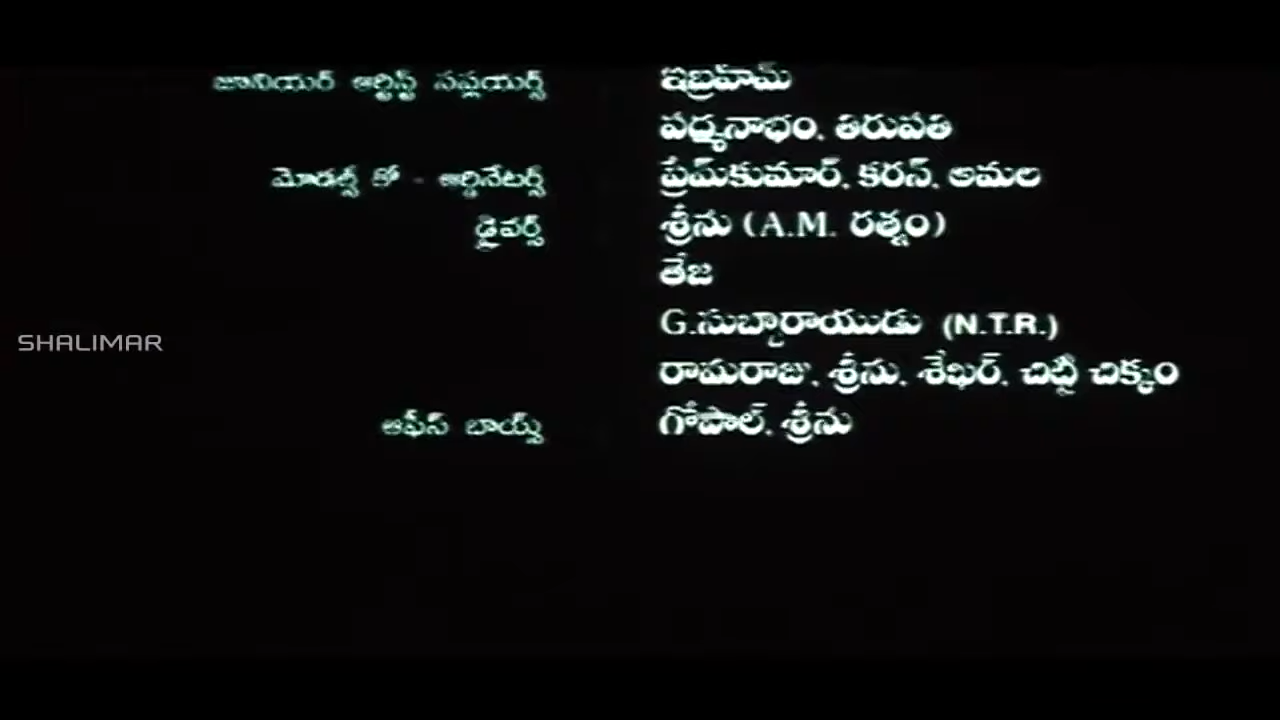 జూనియర్ ఆర్టిస్ట్ సప్లయర్స్ ఇబ్రహీమ్
పద్మనాభం, తిరుపతి
మోడల్స్ కో - ఆర్డినేటర్స్ ప్రేమ్‌కుమార్, కరన్, అమల
డ్రైవర్స్ శ్రీను (A.M. రత్నం)
తేజ
G.సుబ్బారాయుడు (N.T.R.)
SHALIMAR
రామరాజు, శ్రీను, శేఖర్, చిట్టి చిక్కం
ఆఫీస్ బాయ్స్ గోపాల్, శ్రీను